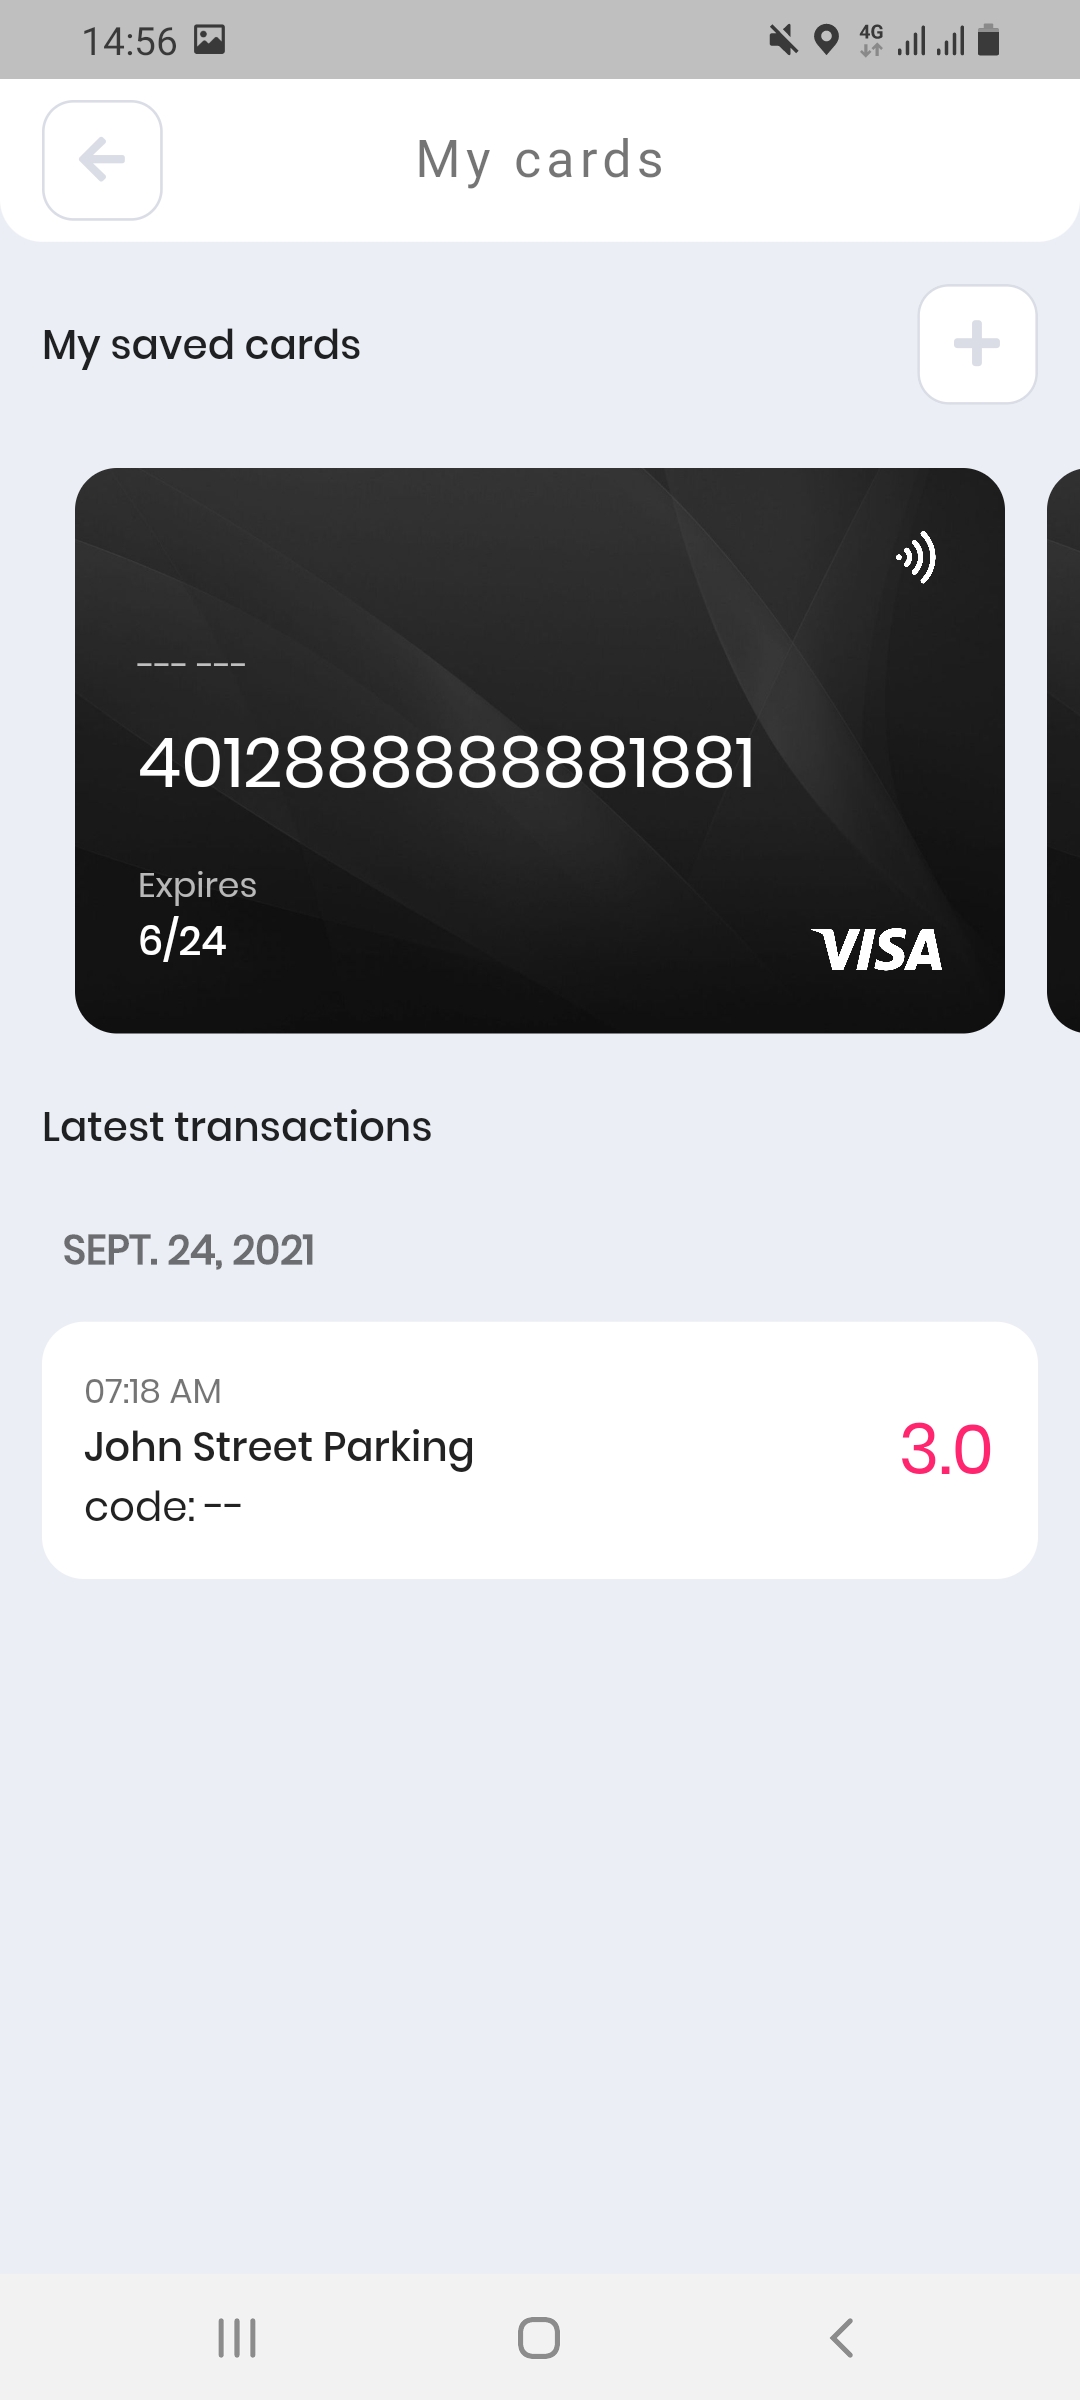 14:56
4G
My cards
My saved cards
--- ---
4012888888881881
Expires
6/24
VISA
Latest transactions
SEPT. 24, 2021
07:18 AM
John Street Parking
3.0
code: --